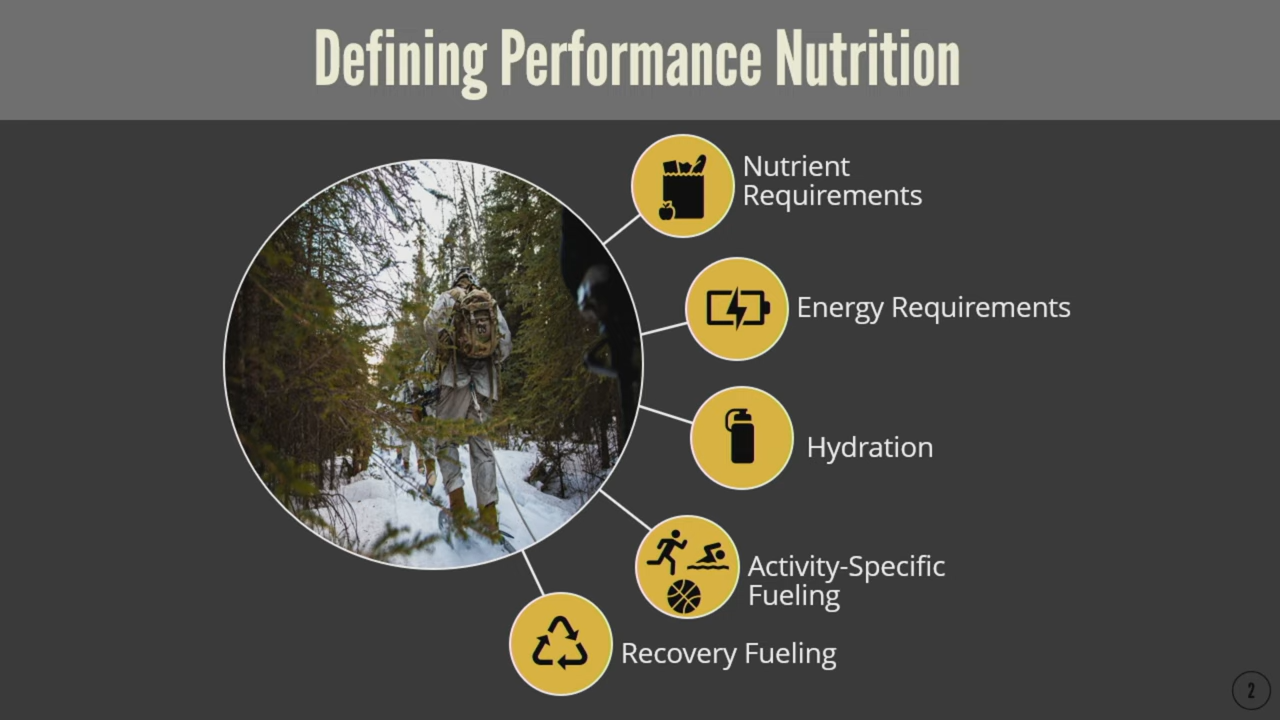 Defining Performance Nutrition
Nutrient
Requirements
Energy Requirements
Hydration
Activity-Specific
Fueling
Recovery Fueling
2